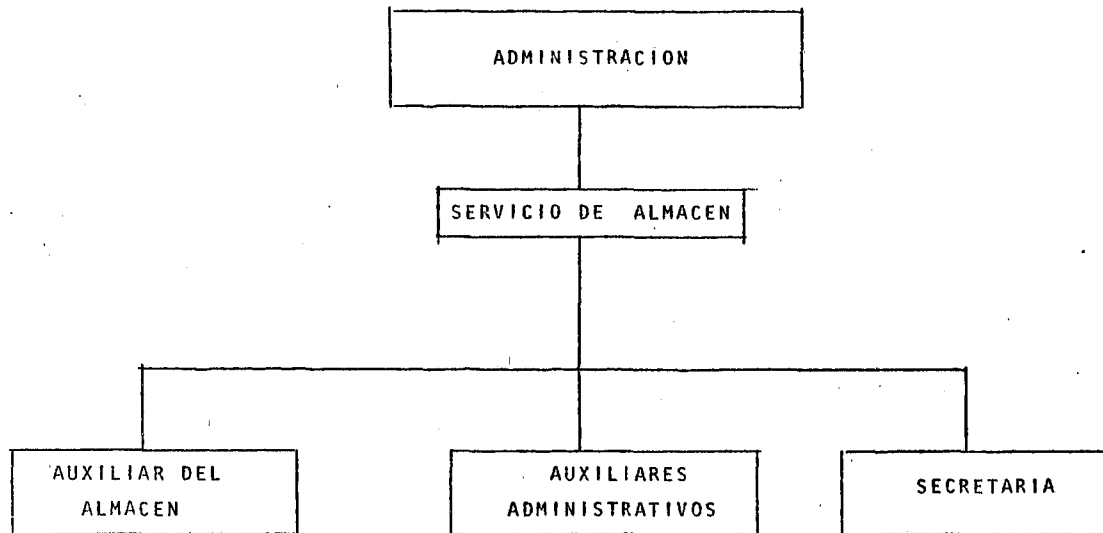 ADMINISTRACION
SERVICIO DE ALMACEN
AUXILIAR DEL
ALMACEN
AUXILIARES
ADMINISTRATIVOS
SECRETARIA